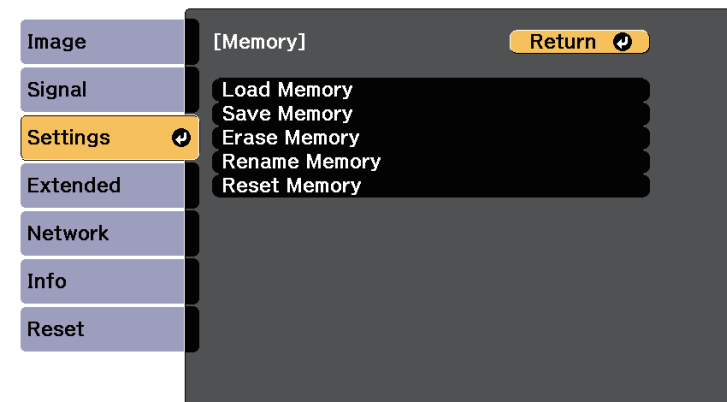 Image
Signal
Settings
Extended
Network
Info
Reset
[Memory]
Return
Load Memory
Save Memory
Erase Memory
Rename Memory
Reset Memory